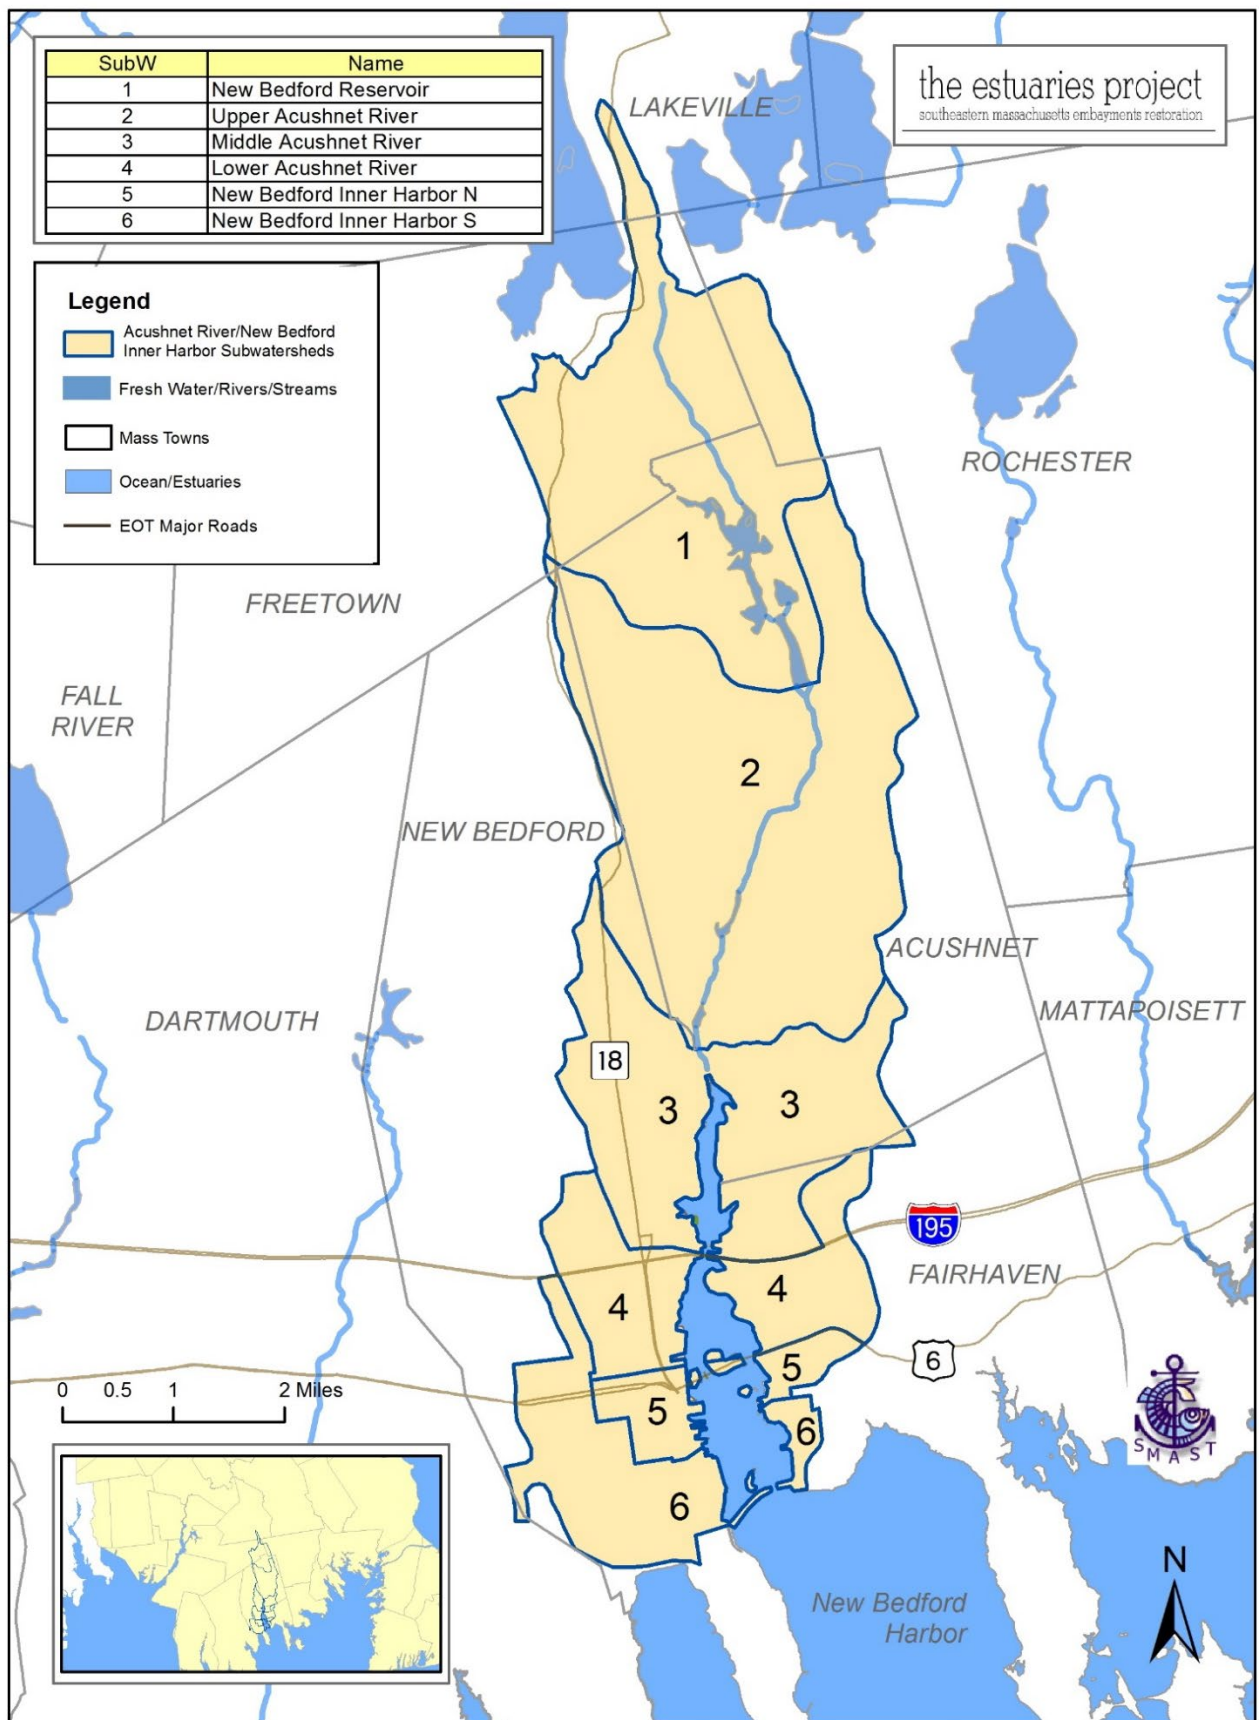 SubW Name
1 New Bedford Reservoir
2 Upper Acushnet River
3 Middle Acushnet River
4 Lower Acushnet River
5 New Bedford Inner Harbor N
6 New Bedford Inner Harbor S
the estuaries project
southeastern massachusetts embayments restoration
LAKEVILLE
Legend
Acushnet River/New Bedford
Inner Harbor Subwatersheds
Fresh Water/Rivers/Streams
Mass Towns
Ocean/Estuaries
EOT Major Roads
ROCHESTER
1
FREETOWN
FALL
RIVER
2
NEW BEDFORD
ACUSHNET
DARTMOUTH
MATTAPOISETT
18
3
3
195
FAIRHAVEN
4
4
6
5
5
0 0.5 1 2 Miles
6
6
SMAST
N
New Bedford
Harbor